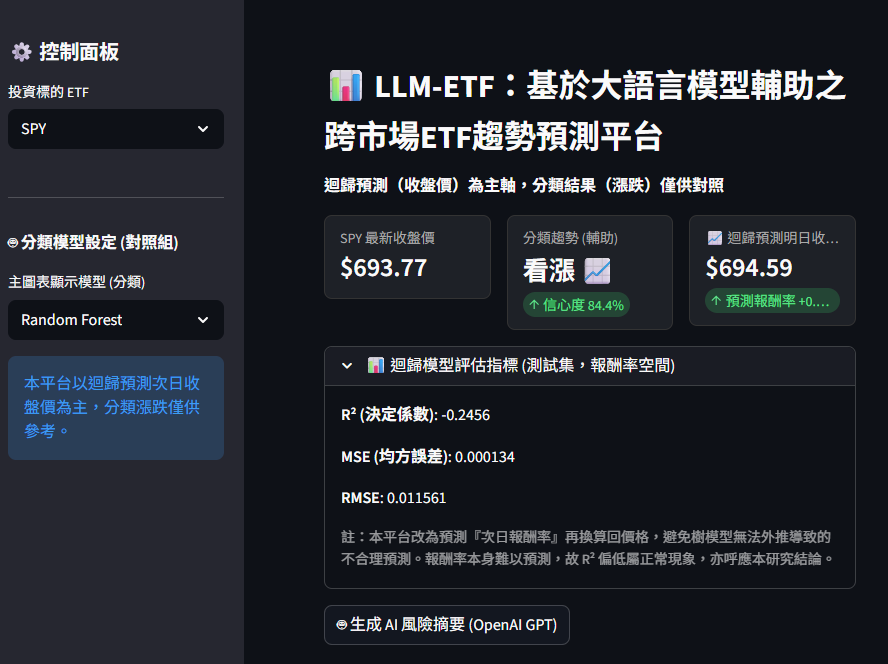 控制面板
投資標的 ETF
SPY
分類模型設定 (對照組)
主圖表顯示模型 (分類)
Random Forest
本平台以迴歸預測次日收
盤價為主，分類漲跌僅供
參考。
LLM-ETF：基於大語言模型輔助之
跨市場ETF趨勢預測平台
迴歸預測（收盤價）為主軸，分類結果（漲跌）僅供對照
SPY 最新收盤價
$693.77
分類趨勢 (輔助)
看漲
↑ 信心度 84.4%
迴歸預測明日收…
$694.59
↑ 預測報酬率 +0.…
迴歸模型評估指標 (測試集，報酬率空間)
R² (決定係數): -0.2456
MSE (均方誤差): 0.000134
RMSE: 0.011561
註：本平台改為預測『次日報酬率』再換算回價格，避免樹模型無法外推導致的
不合理預測。報酬率本身難以預測，故 R² 偏低屬正常現象，亦呼應本研究結論。
生成 AI 風險摘要 (OpenAI GPT)